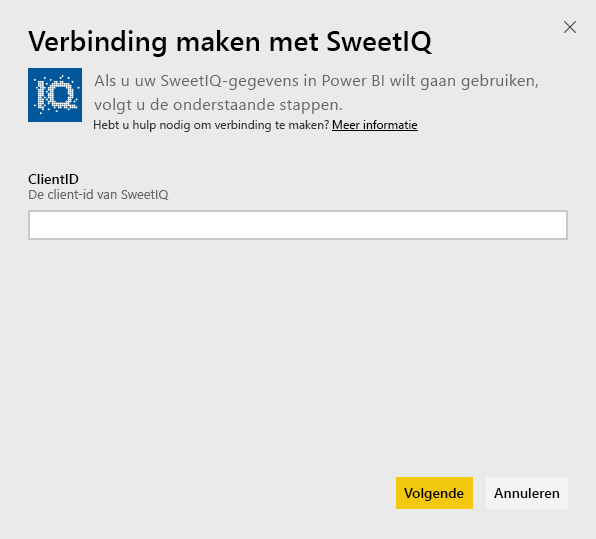 Verbinding maken met SweetIQ
IQ
Als u uw SweetIQ-gegevens in Power BI wilt gaan gebruiken,
volgt u de onderstaande stappen.
Hebt u hulp nodig om verbinding te maken? Meer informatie
ClientID
De client-id van SweetIQ
Volgende
Annuleren